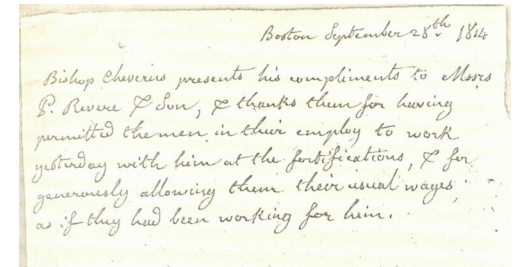 Boston September 28th 1814
Bishop Cheverus presents his compliments to Messrs
P. Revere & Son, & thanks them for having
permitted the men in their employ to work
yesterday with him at the fortifications, & for
generously allowing them their usual wages,
as if they had been working for him.